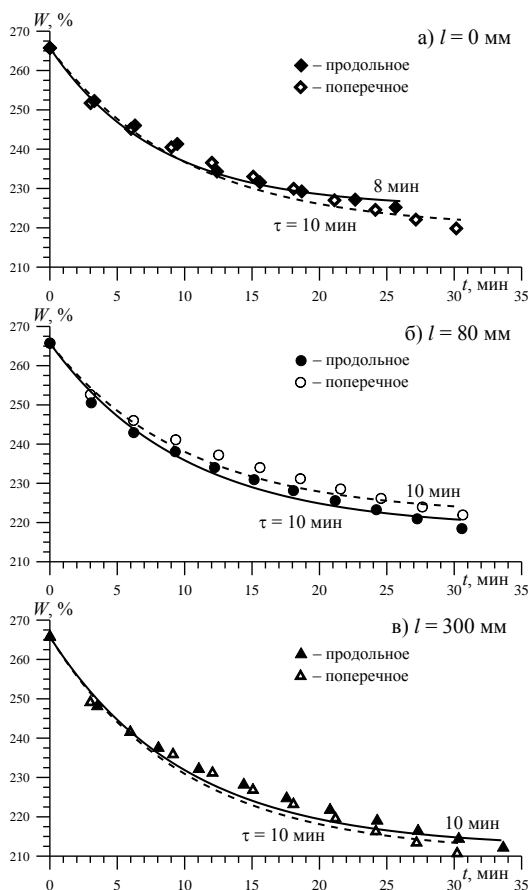 W, %
а) l = 0 мм
270
– продольное
260
– поперечное
250
240
230
8 мин
220
τ = 10 мин
210
t, мин
0 5 10 15 20 25 30 35
W, %
б) l = 80 мм
270
– продольное
260
– поперечное
250
240
230
10 мин
220
τ = 10 мин
210
t, мин
0 5 10 15 20 25 30 35
W, %
в) l = 300 мм
270
– продольное
260
– поперечное
250
240
230
220
10 мин
τ = 10 мин
210
t, мин
0 5 10 15 20 25 30 35